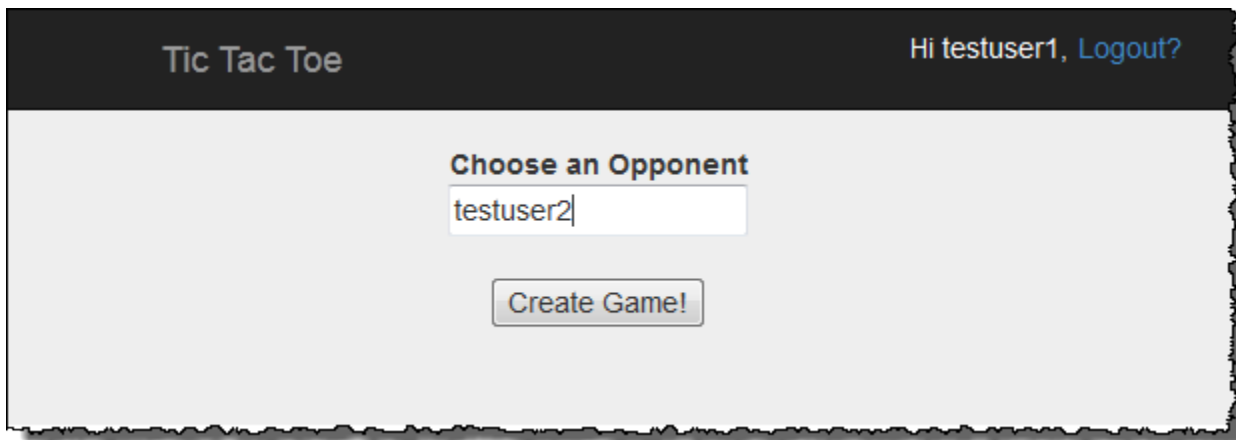 Tic Tac Toe
Hi testuser1, Logout?
Choose an Opponent
testuser2
Create Game!